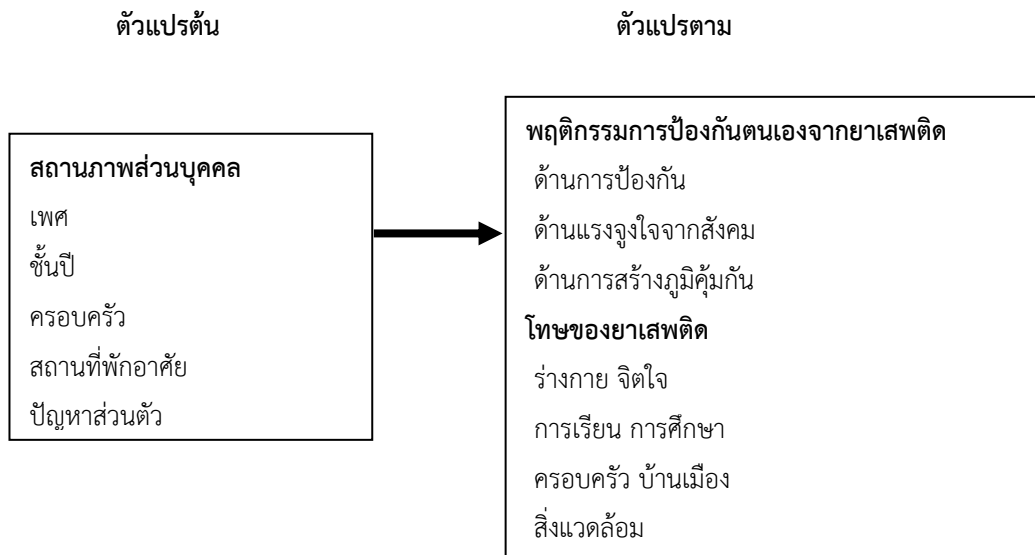 ตัวแปรต้น
ตัวแปรตาม
สถานภาพส่วนบุคคล
เพศ
ชั้นปี
ครอบครัว
สถานที่พักอาศัย
ปัญหาส่วนตัว
พฤติกรรมการป้องกันตนเองจากยาเสพติด
ด้านการป้องกัน
ด้านแรงจูงใจจากสังคม
ด้านการสร้างภูมิคุ้มกัน
โทษของยาเสพติด
ร่างกาย จิตใจ
การเรียน การศึกษา
ครอบครัว บ้านเมือง
สิ่งแวดล้อม